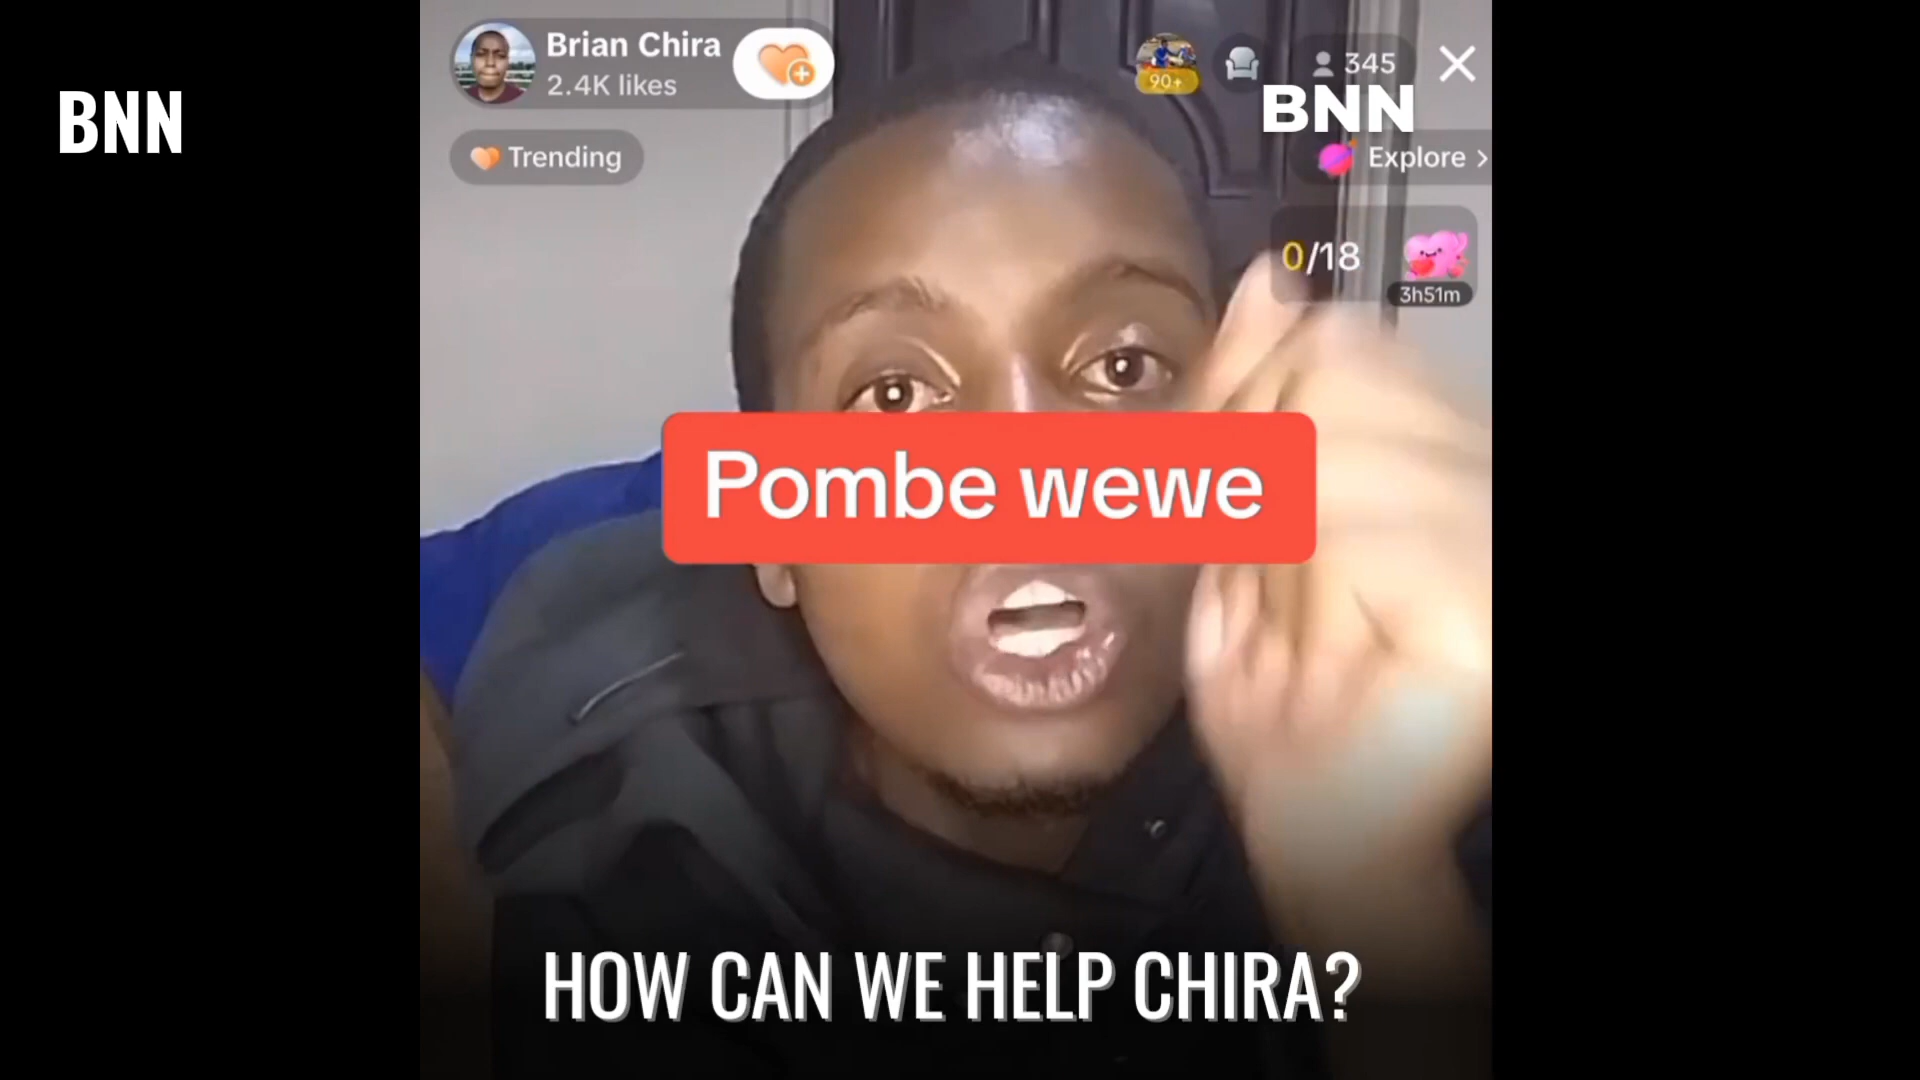 BNN
Brian Chira
2.4K likes
90+
345
BNN
Trending
Explore >
0/18
3h51m
Pombe wewe
HOW CAN WE HELP CHIRA?